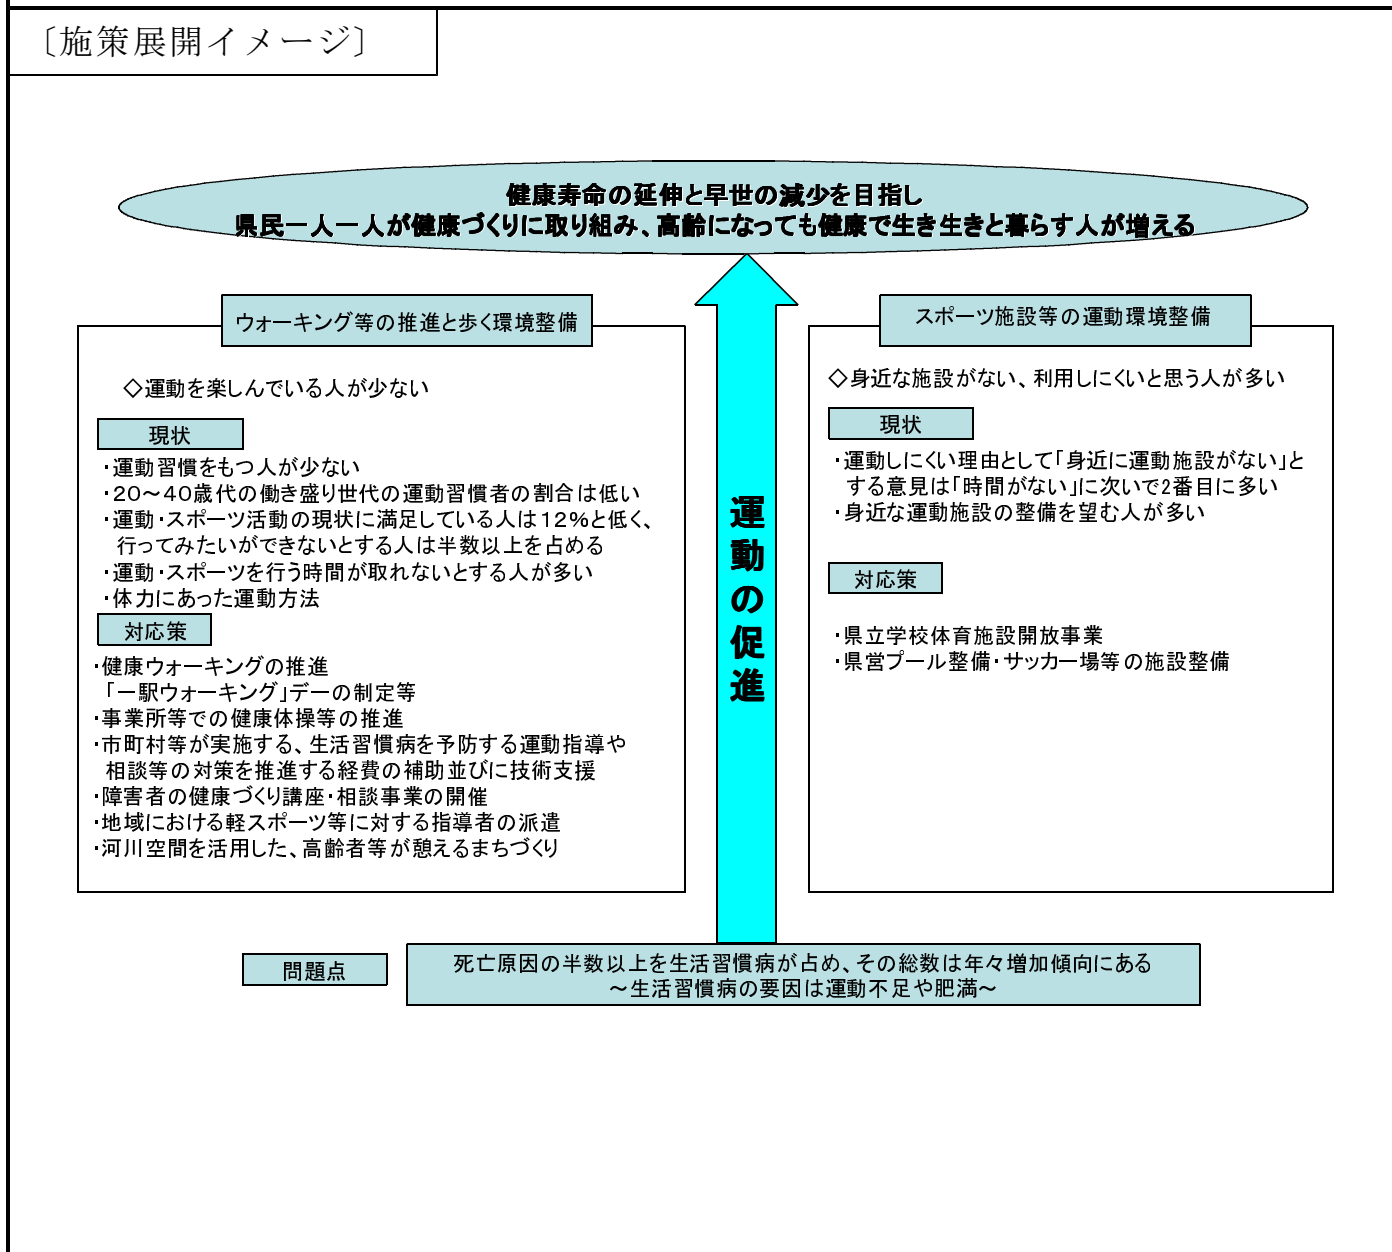 〔施策展開イメージ〕
健康寿命の延伸と早世の減少を目指し
県民一人一人が健康づくりに取り組み、高齢になっても健康で生き生きと暮らす人が増える
ウォーキング等の推進と歩く環境整備
◇運動を楽しんでいる人が少ない
現状
・運動習慣をもつ人が少ない
・20～40歳代の働き盛り世代の運動習慣者の割合は低い
・運動・スポーツ活動の現状に満足している人は12%と低く、
行ってみたいができないとする人は半数以上を占める
・運動・スポーツを行う時間が取れないとする人が多い
・体力にあった運動方法
対応策
・健康ウォーキングの推進
「一駅ウォーキング」デーの制定等
・事業所等での健康体操等の推進
・市町村等が実施する、生活習慣病を予防する運動指導や
相談等の対策を推進する経費の補助並びに技術支援
・障害者の健康づくり講座・相談事業の開催
・地域における軽スポーツ等に対する指導者の派遣
・河川空間を活用した、高齢者等が憩えるまちづくり
運動の促進
スポーツ施設等の運動環境整備
◇身近な施設がない、利用しにくいと思う人が多い
現状
・運動しにくい理由として「身近に運動施設がない」と
する意見は「時間がない」に次いで2番目に多い
・身近な運動施設の整備を望む人が多い
対応策
・県立学校体育施設開放事業
・県営プール整備・サッカー場等の施設整備
問題点
死亡原因の半数以上を生活習慣病が占め、その総数は年々増加傾向にある
～生活習慣病の要因は運動不足や肥満～